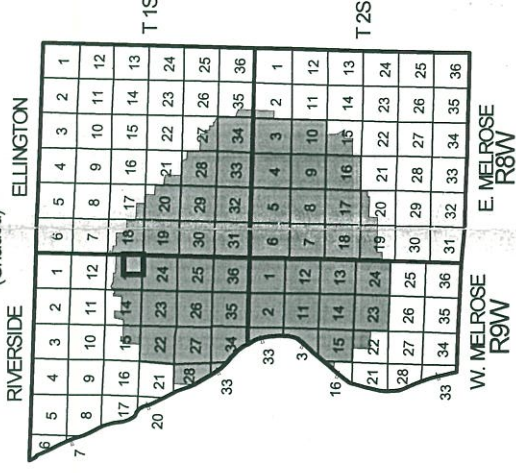 RIVERSIDE ELLINGTON
6 5 4 3 2 1 6 5 4 3 2 1
7 8 9 10 11 12 7 8 9 10 11 12
17 16 15 14 18 17 16 15 14 13
T 1S
20 21 22 23 24 19 20 21 22 23 24
28 27 26 25 30 29 28 27 26 25
33 34 35 36 31 32 33 34 35 36
33 2 1 6 5 4 3 2 1
3 11 12 7 8 9 10 11 12
16 15 14 13 18 17 16 15 14 13
T 2S
21 22 23 24 19 20 21 22 23 24
28 27 26 25 30 29 28 27 26 25
33 34 35 36 31 32 33 34 35 36
W. MELROSE E. MELROSE
R9W R8W